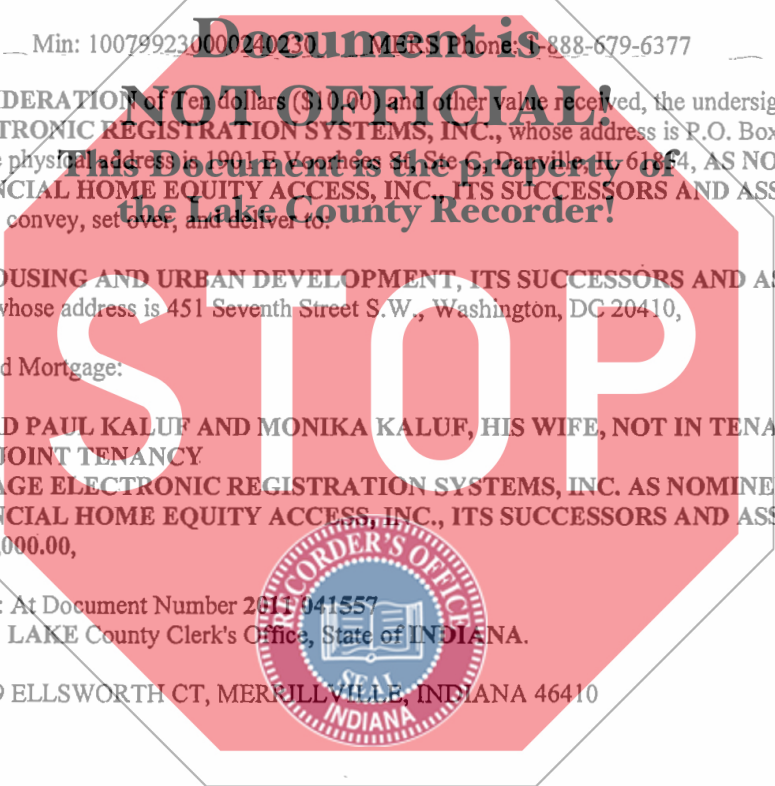 Document is
Min: 100799230000240230 MERS Phone: 1-888-679-6377
NOT OFFICIAL!
DERATION of Ten dollars ($10.00) and other value received, the undersig
TRONIC REGISTRATION SYSTEMS, INC., whose address is P.O. Box
physical address is 1901 E Voorhees St, Ste C, Danville, IL 61834, AS NO
This Document is the property of
CIAL HOME EQUITY ACCESS, INC., ITS SUCCESSORS AND ASS
convey, set over, and deliver to:
the Lake County Recorder!
OUSING AND URBAN DEVELOPMENT, ITS SUCCESSORS AND AS
whose address is 451 Seventh Street S.W., Washington, DC 20410,
d Mortgage:
STOP
D PAUL KALUF AND MONIKA KALUF, HIS WIFE, NOT IN TENA
JOINT TENANCY
AGE ELECTRONIC REGISTRATION SYSTEMS, INC. AS NOMINE
CIAL HOME EQUITY ACCESS, INC., ITS SUCCESSORS AND ASS
000.00,
RECORDER'S OFFICE
: At Document Number 2011 041557
LAKE County Clerk's Office, State of INDIANA.
SEAL
9 ELLSWORTH CT, MERRILLVILLE, INDIANA 46410
INDIANA